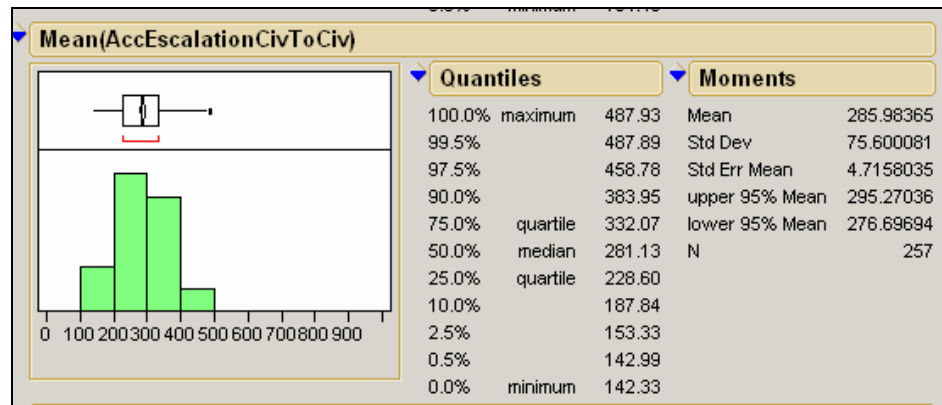 Mean(AccEscalationCivToCiv)
Quantiles
100.0% maximum 487.93
99.5% 487.89
97.5% 458.78
90.0% 383.95
75.0% quartile 332.07
50.0% median 281.13
25.0% quartile 228.60
10.0% 187.84
2.5% 153.33
0.5% 142.99
0.0% minimum 142.33
Moments
Mean 285.98365
Std Dev 75.600081
Std Err Mean 4.7158035
upper 95% Mean 295.27036
lower 95% Mean 276.69694
N 257
0 100 200 300 400 500 600 700 800 900